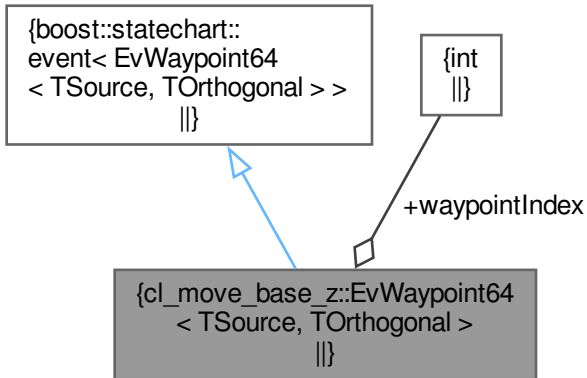 {boost::statechart::
event< EvWaypoint64
< TSource, TOrthogonal > >
||}
{int
||}
+waypointIndex
{cl_move_base_z::EvWaypoint64
< TSource, TOrthogonal >
||}